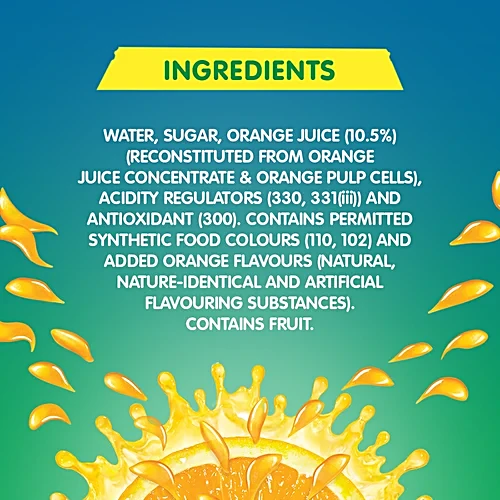 INGREDIENTS
WATER, SUGAR, ORANGE JUICE (10.5%)
(RECONSTITUTED FROM ORANGE
JUICE CONCENTRATE & ORANGE PULP CELLS),
ACIDITY REGULATORS (330, 331(iii)) AND
ANTIOXIDANT (300). CONTAINS PERMITTED
SYNTHETIC FOOD COLOURS (110, 102) AND
ADDED ORANGE FLAVOURS (NATURAL,
NATURE-IDENTICAL AND ARTIFICIAL
FLAVOURING SUBSTANCES).
CONTAINS FRUIT.